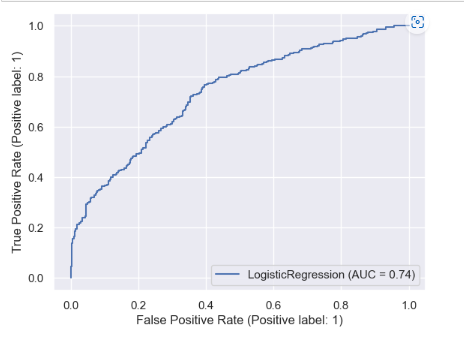 True Positive Rate (Positive label: 1)
1.0
0.8
0.6
0.4
0.2
0.0
LogisticRegression (AUC = 0.74)
0.0 0.2 0.4 0.6 0.8 1.0
False Positive Rate (Positive label: 1)